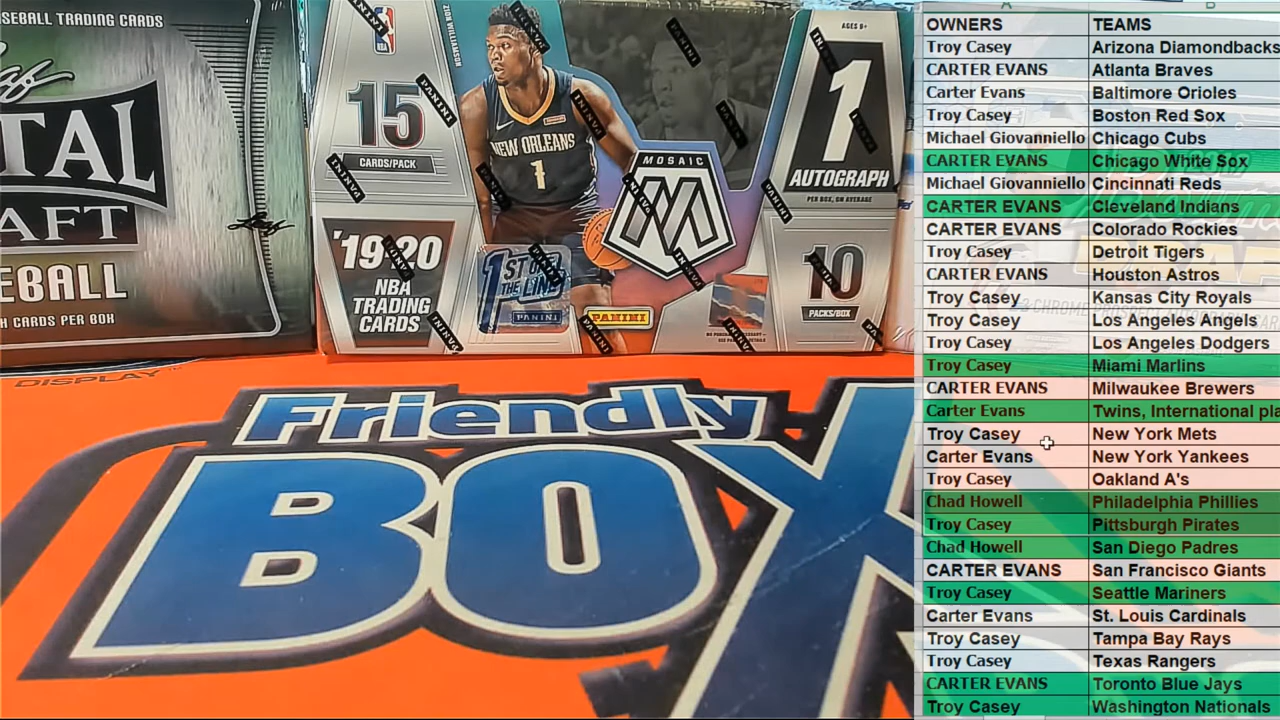 SEBALL TRADING CARDS
Leaf
TAL
AFT
Leaf
EBALL
H CARDS PER BOX
NBA
15
CARDS/PACK
'19-20
NBA
TRADING
CARDS
NEW ORLEANS
1
MOSAIC
M
1ST OFF
THE LINE
PANINI
PANINI
AGES 8+
1
AUTOGRAPH
PER BOX, ON AVERAGE
10
PACKS/BOX
PANINI
PANINI
PANINI
PANINI
PANINI
PANINI
DISPLAY
Friendly
BOX
OWNERS TEAMS
Troy Casey Arizona Diamondbacks
CARTER EVANS Atlanta Braves
Carter Evans Baltimore Orioles
Troy Casey Boston Red Sox
Michael Giovanniello Chicago Cubs
CARTER EVANS Chicago White Sox
Michael Giovanniello Cincinnati Reds
CARTER EVANS Cleveland Indians
CARTER EVANS Colorado Rockies
Troy Casey Detroit Tigers
CARTER EVANS Houston Astros
Troy Casey Kansas City Royals
Troy Casey Los Angeles Angels
Troy Casey Los Angeles Dodgers
Troy Casey Miami Marlins
CARTER EVANS Milwaukee Brewers
Carter Evans Twins, International pla
Troy Casey New York Mets
Carter Evans New York Yankees
Troy Casey Oakland A's
Chad Howell Philadelphia Phillies
Troy Casey Pittsburgh Pirates
Chad Howell San Diego Padres
CARTER EVANS San Francisco Giants
Troy Casey Seattle Mariners
Carter Evans St. Louis Cardinals
Troy Casey Tampa Bay Rays
Troy Casey Texas Rangers
CARTER EVANS Toronto Blue Jays
Troy Casey Washington Nationals